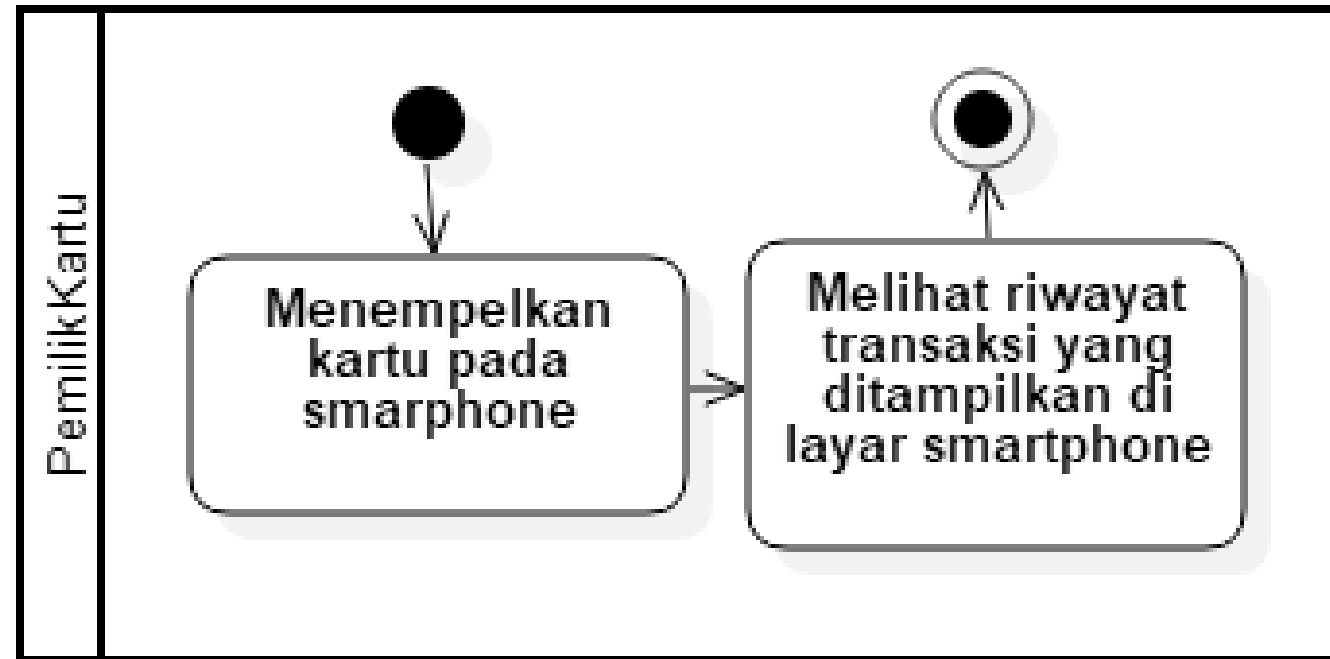 PemilikKartu
Menempelkan
kartu pada
smarphone
Melihat riwayat
transaksi yang
ditampilkan di
layar smartphone